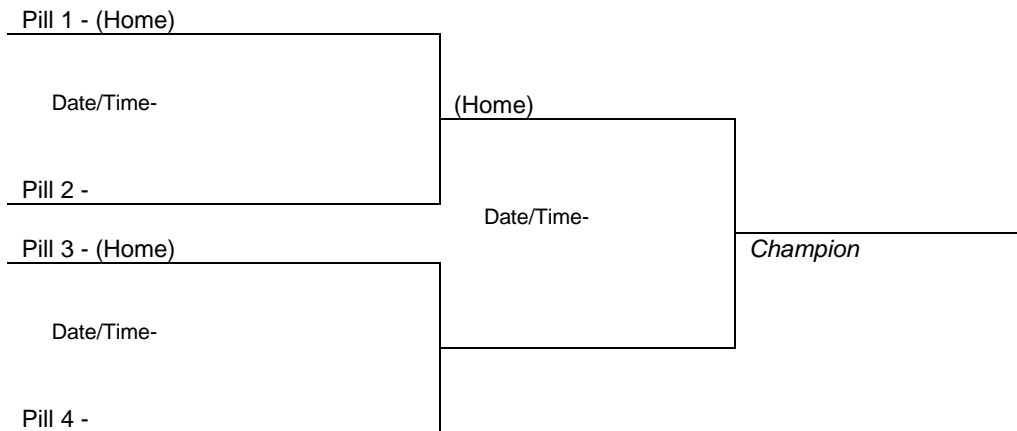 Pill 1 - (Home)
Date/Time-
(Home)
Pill 2 -
Date/Time-
Pill 3 - (Home)
Champion
Date/Time-
Pill 4 -